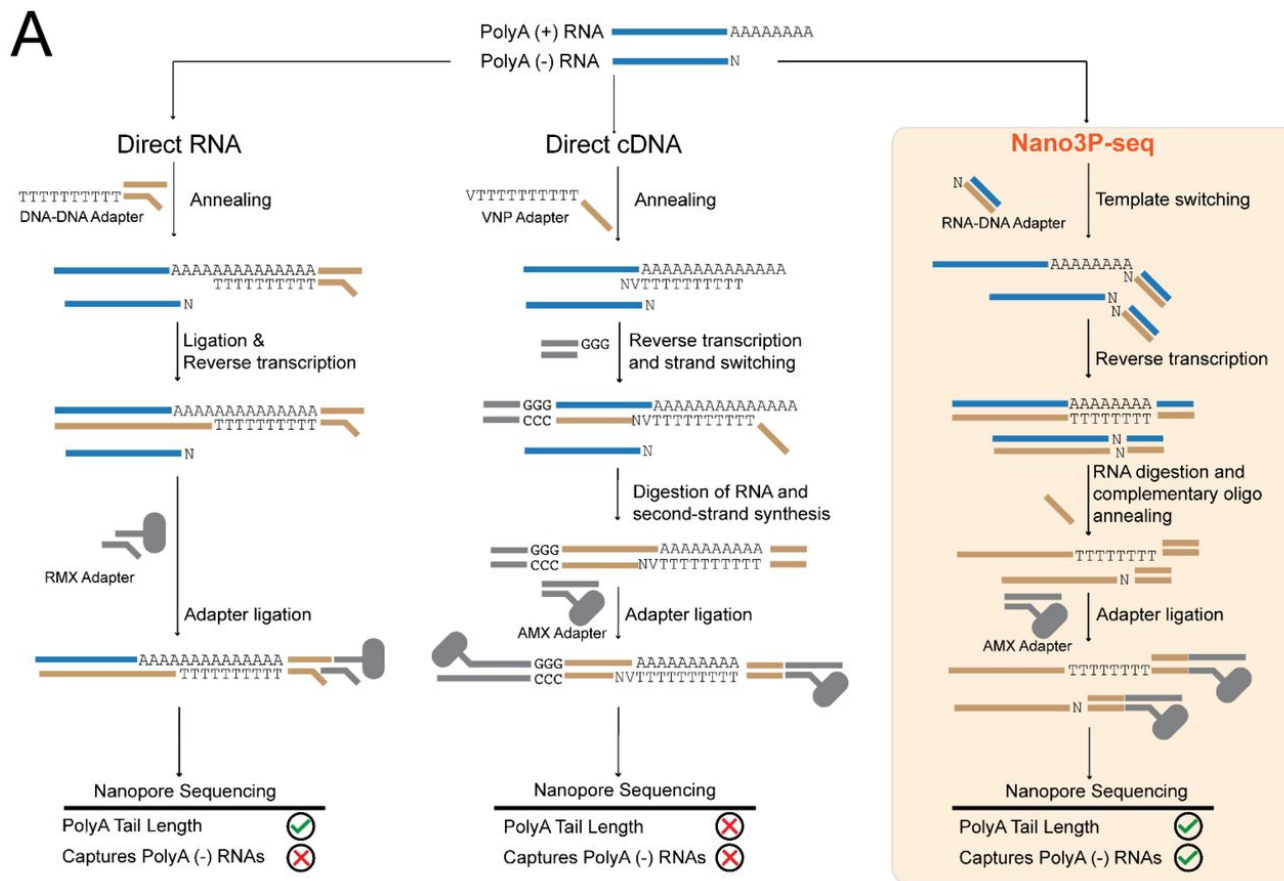 A
PolyA (+) RNA AAAAAAAA
PolyA (-) RNA N
Direct RNA
TTTTTTTTTT
DNA-DNA Adapter
Annealing
AAAAAAAAAAAAAA
TTTTTTTTTT
N
Ligation &
Reverse transcription
AAAAAAAAAAAAAA
TTTTTTTTTT
N
RMX Adapter
Adapter ligation
AAAAAAAAAAAAAA
TTTTTTTTTT
Nanopore Sequencing
PolyA Tail Length
Captures PolyA (-) RNAs
Direct cDNA
VTTTTTTTTTT
VNP Adapter
Annealing
AAAAAAAAAAAAAA
NVTTTTTTTTTT
N
GGG
Reverse transcription
and strand switching
GGG AAAAAAAAAAAAAA
CCC NVTTTTTTTTTT
N
Digestion of RNA and
second-strand synthesis
GGG AAAAAAAAAA
CCC NVTTTTTTTTTT
AMX Adapter
Adapter ligation
GGG AAAAAAAAAA
CCC NVTTTTTTTTTT
Nanopore Sequencing
PolyA Tail Length
Captures PolyA (-) RNAs
Nano3P-seq
N
RNA-DNA Adapter
Template switching
AAAAAAAA
N
N
N
Reverse transcription
AAAAAAAA
TTTTTTTT
N
N
RNA digestion and
complementary oligo
annealing
TTTTTTTT
N
AMX Adapter
Adapter ligation
TTTTTTTT
N
Nanopore Sequencing
PolyA Tail Length
Captures PolyA (-) RNAs